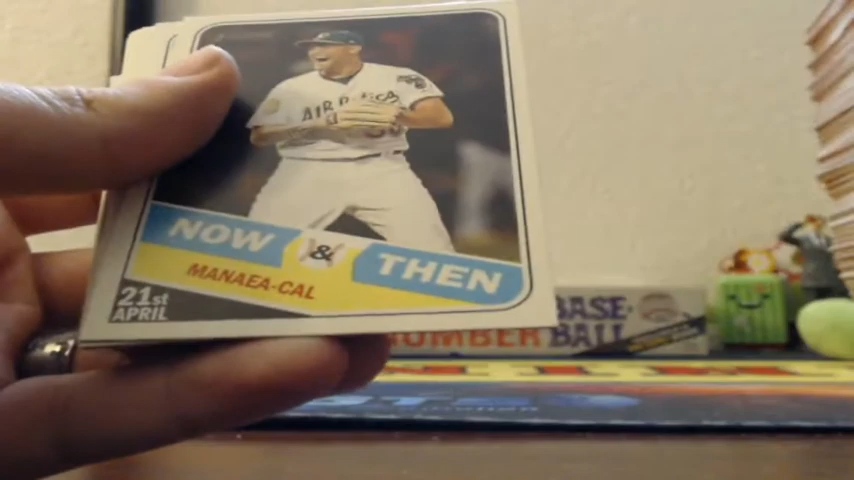 NOW & THEN
MANAEA-CAL
21st
APRIL
BASE-
NUMBER BALL